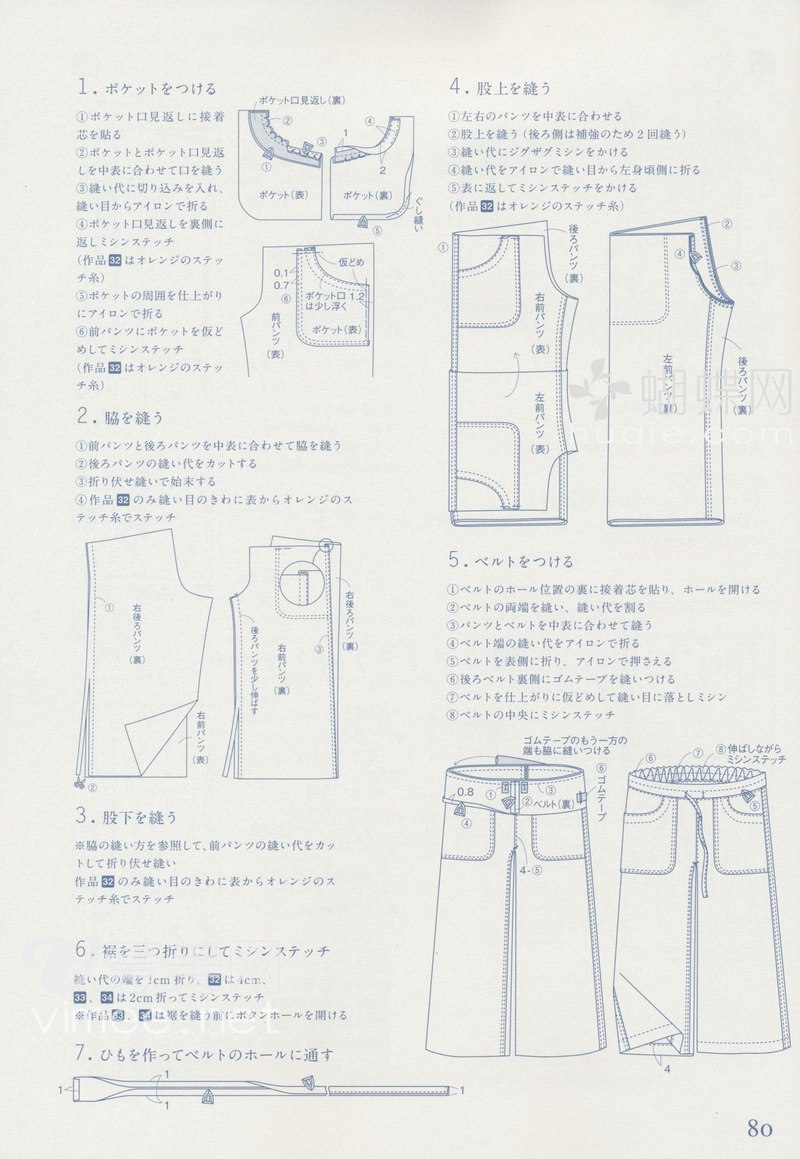 1. ポケットをつける
①ポケット口見返しに接着
芯を貼る
②ポケットとポケット口見返
しを中表に合わせて口を縫う
③縫い代に切り込みを入れ、
縫い目からアイロンで折る
④ポケット口見返しを裏側に
返しミシンステッチ
(作品32はオレンジのステッ
チ糸)
⑤ポケットの周囲を仕上がり
にアイロンで折る
⑥前パンツにポケットを仮ど
めしてミシンステッチ
(作品32はオレンジのステッ
チ糸)
ポケット口見返し(裏)
②
③
①
ポケット(表)
1
④
2
ポケット(裏)
ぐし縫い
⑤
仮どめ
0.1
0.7
⑥
ポケット口
は少し浮く
1.2
前パンツ(表)
ポケット(表)
2. 脇を縫う
①前パンツと後ろパンツを中表に合わせて脇を縫う
②後ろパンツの縫い代をカットする
③折り伏せ縫いで始末する
④作品32のみ縫い目のきわに表からオレンジのス
テッチ糸でステッチ
①
右後ろパンツ(裏)
右前パンツ(表)
②
後ろパンツを少し伸ばす
右前パンツ(裏)
③
右後ろパンツ(裏)
3. 股下を縫う
※脇の縫い方を参照して、前パンツの縫い代をカッ
トして折り伏せ縫い
作品32のみ縫い目のきわに表からオレンジのス
テッチ糸でステッチ
6. 裾を三つ折りにしてミシンステッチ
縫い代の端を1cm折り、32は4cm、
33、34は2cm折ってミシンステッチ
※作品33、34は裾を縫う前にボタンホールを開ける
7. ひもを作ってベルトのホールに通す
1
1
1
1
4. 股上を縫う
①左右のパンツを中表に合わせる
②股上を縫う(後ろ側は補強のため2回縫う)
③縫い代にジグザグミシンをかける
④縫い代をアイロンで縫い目から左身頃側に折る
⑤表に返してミシンステッチをかける
(作品32はオレンジのステッチ糸)
①
後ろパンツ(裏)
右前パンツ(表)
左前パンツ(表)
②
④
③
左前パンツ(裏)
後ろパンツ(裏)
蝴蝶网
5. ベルトをつける
①ベルトのホール位置の裏に接着芯を貼り、ホールを開ける
②ベルトの両端を縫い、縫い代を割る
③パンツとベルトを中表に合わせて縫う
④ベルト端の縫い代をアイロンで折る
⑤ベルトを表側に折り、アイロンで押さえる
⑥後ろベルト裏側にゴムテープを縫いつける
⑦ベルトを仕上がりに仮どめして縫い目に落としミシン
⑧ベルトの中央にミシンステッチ
ゴムテープのもう一方の
端も脇に縫いつける
0.8
①
③
②ベルト(裏)
④
⑥ゴムテープ
4-⑤
⑥
⑦
⑧伸ばしながら
ミシンステッチ
⑤
4
80